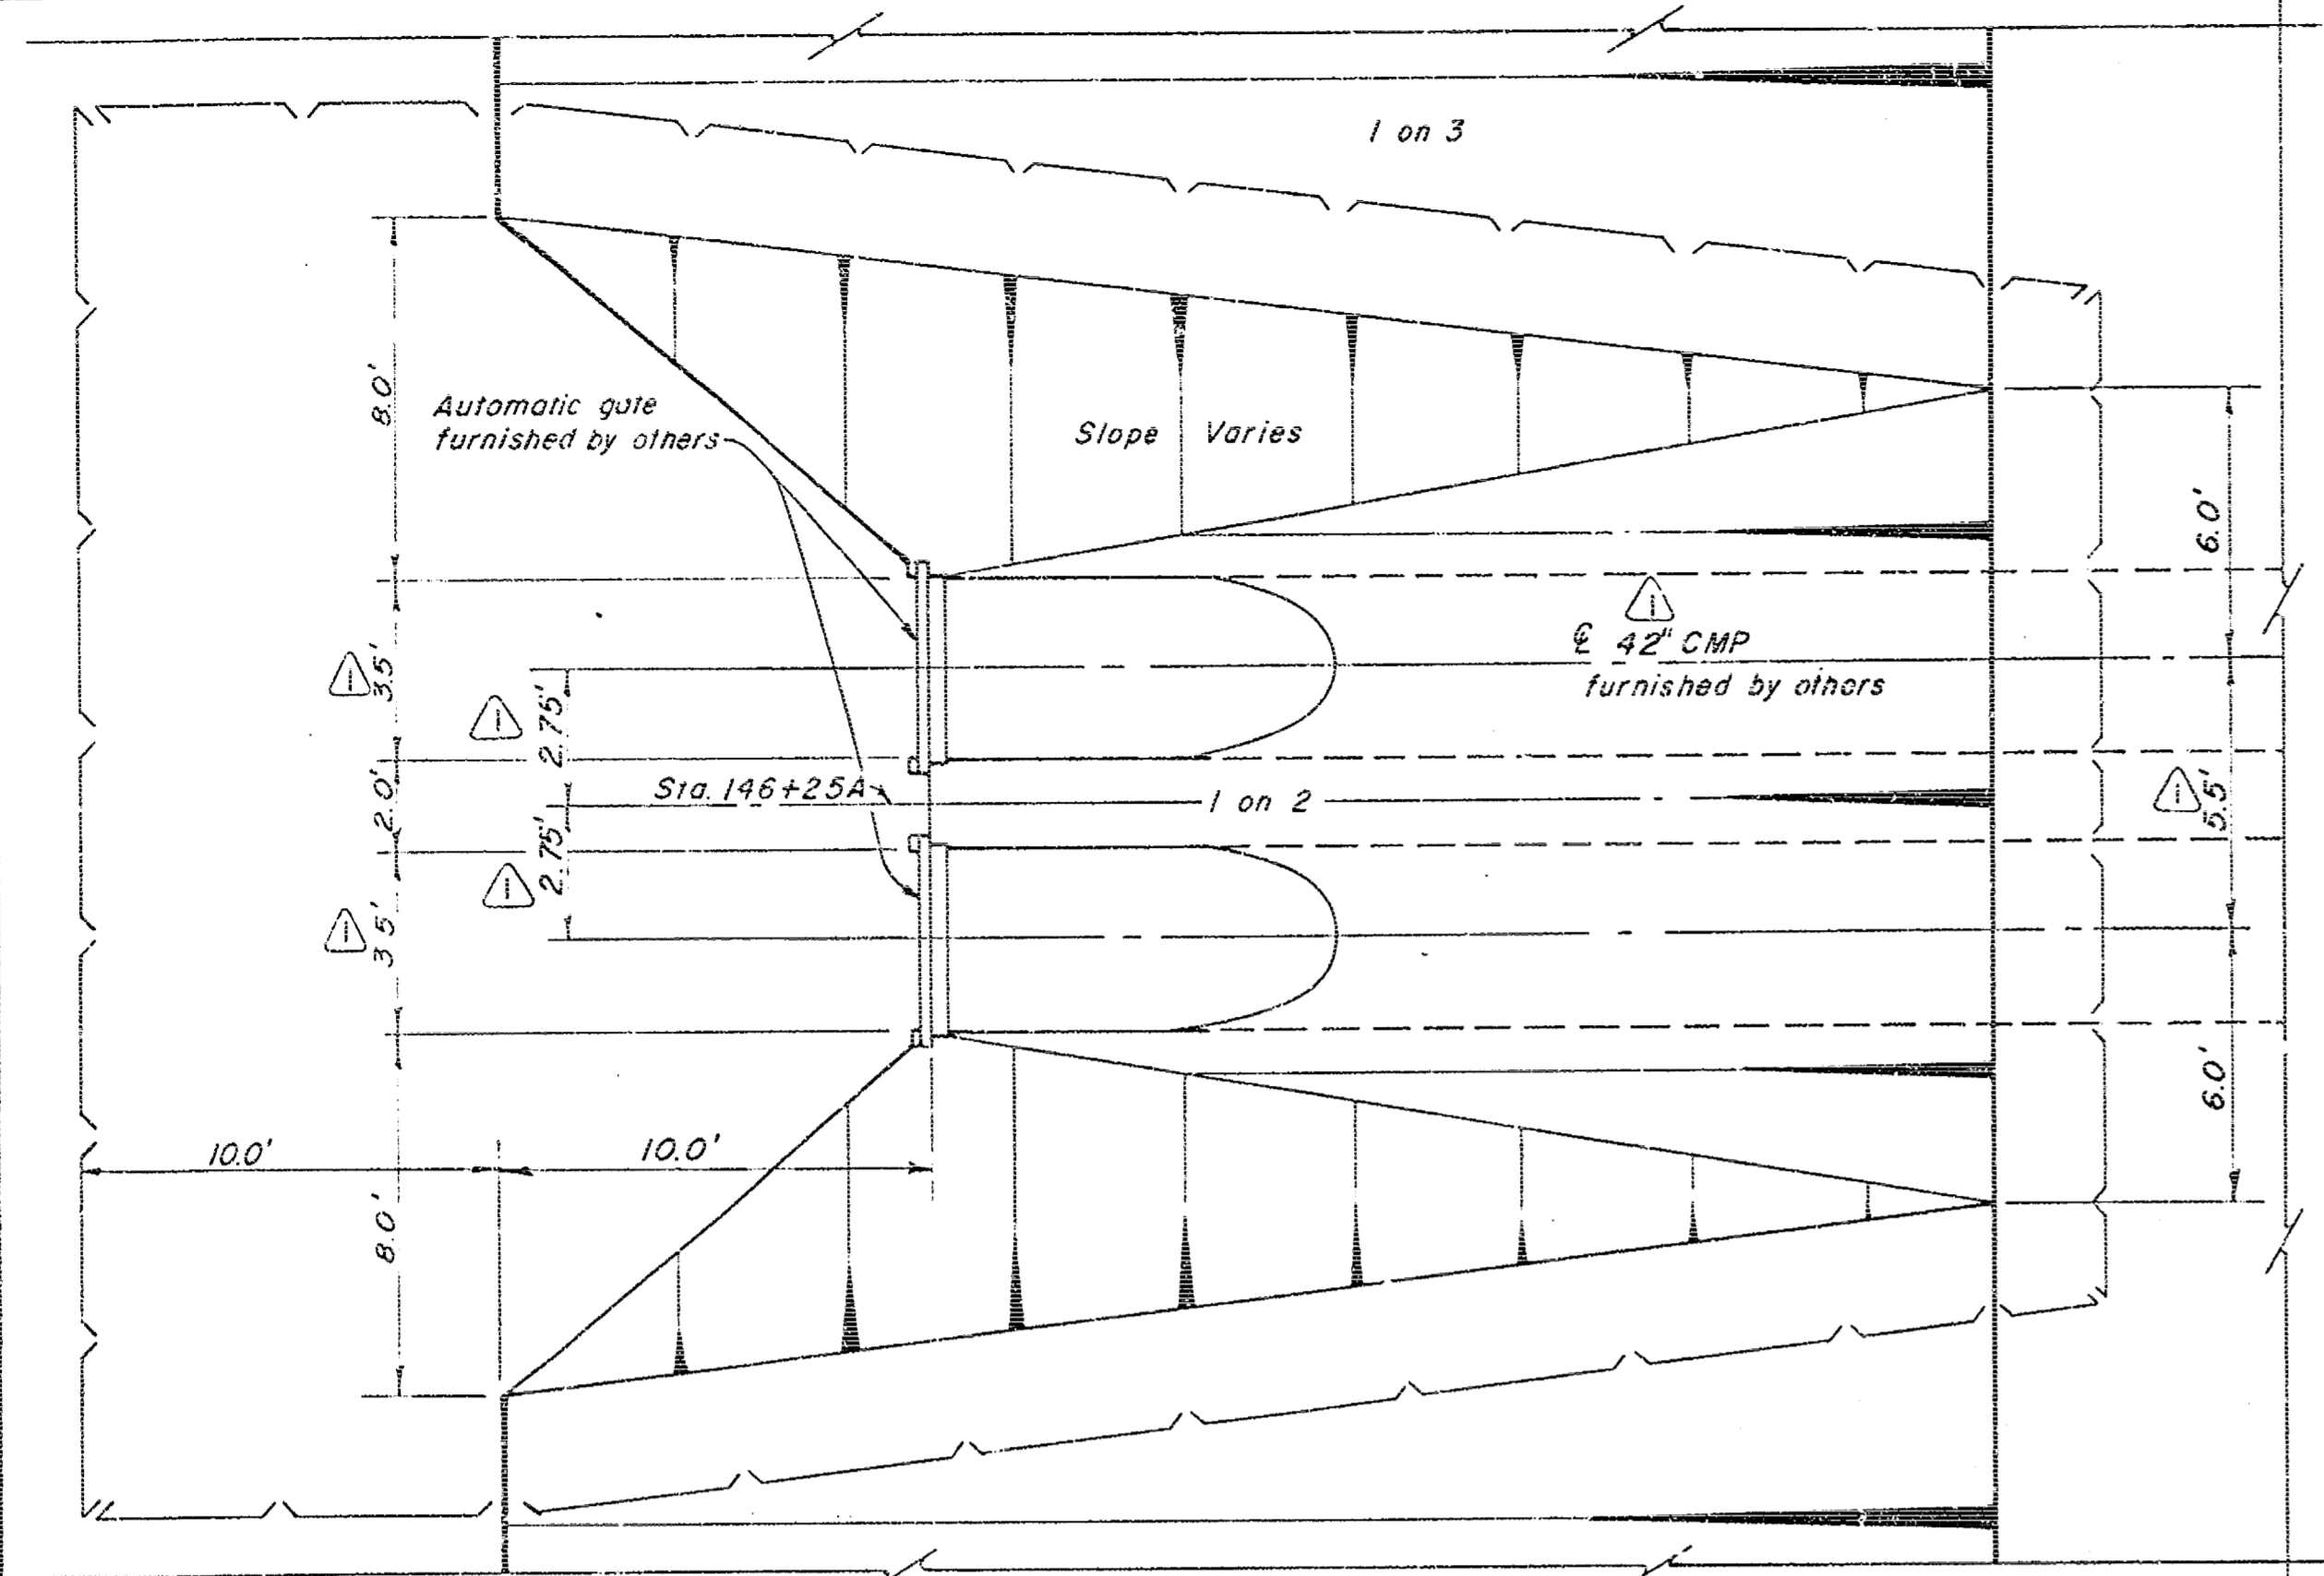 1 on 3
8.0'
Automatic gate
furnished by others
Slope Varies
6.0'
1
3.5'
1
2.75'
1
℄ 42" CMP
furnished by others
2.0'
Sta. 146+25A
1 on 2
1
5.5'
1
2.75'
1
3.5'
10.0'
10.0'
8.0'
6.0'